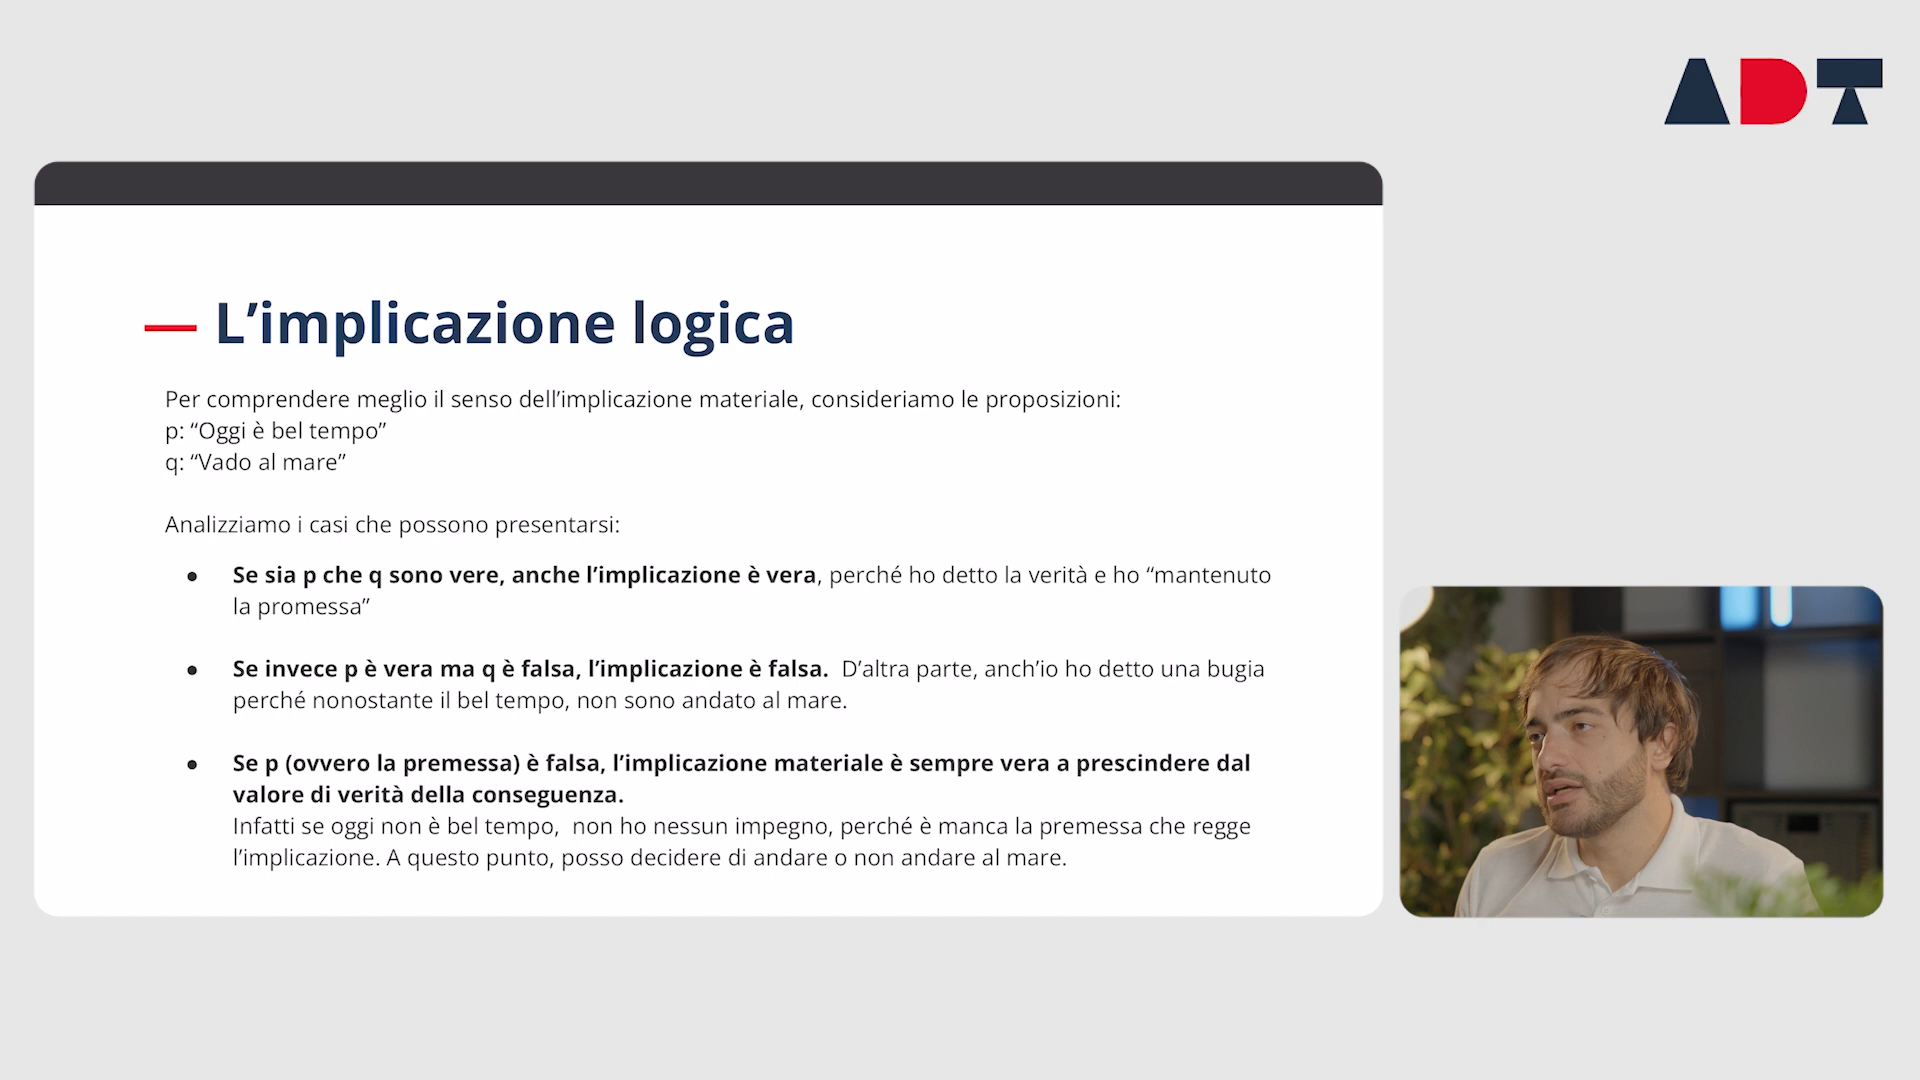 ADT
— L’implicazione logica
Per comprendere meglio il senso dell’implicazione materiale, consideriamo le proposizioni:
p: “Oggi è bel tempo”
q: “Vado al mare”
Analizziamo i casi che possono presentarsi:
● Se sia p che q sono vere, anche l’implicazione è vera, perché ho detto la verità e ho “mantenuto
la promessa”
● Se invece p è vera ma q è falsa, l’implicazione è falsa. D’altra parte, anch’io ho detto una bugia
perché nonostante il bel tempo, non sono andato al mare.
● Se p (ovvero la premessa) è falsa, l’implicazione materiale è sempre vera a prescindere dal
valore di verità della conseguenza.
Infatti se oggi non è bel tempo, non ho nessun impegno, perché è manca la premessa che regge
l’implicazione. A questo punto, posso decidere di andare o non andare al mare.